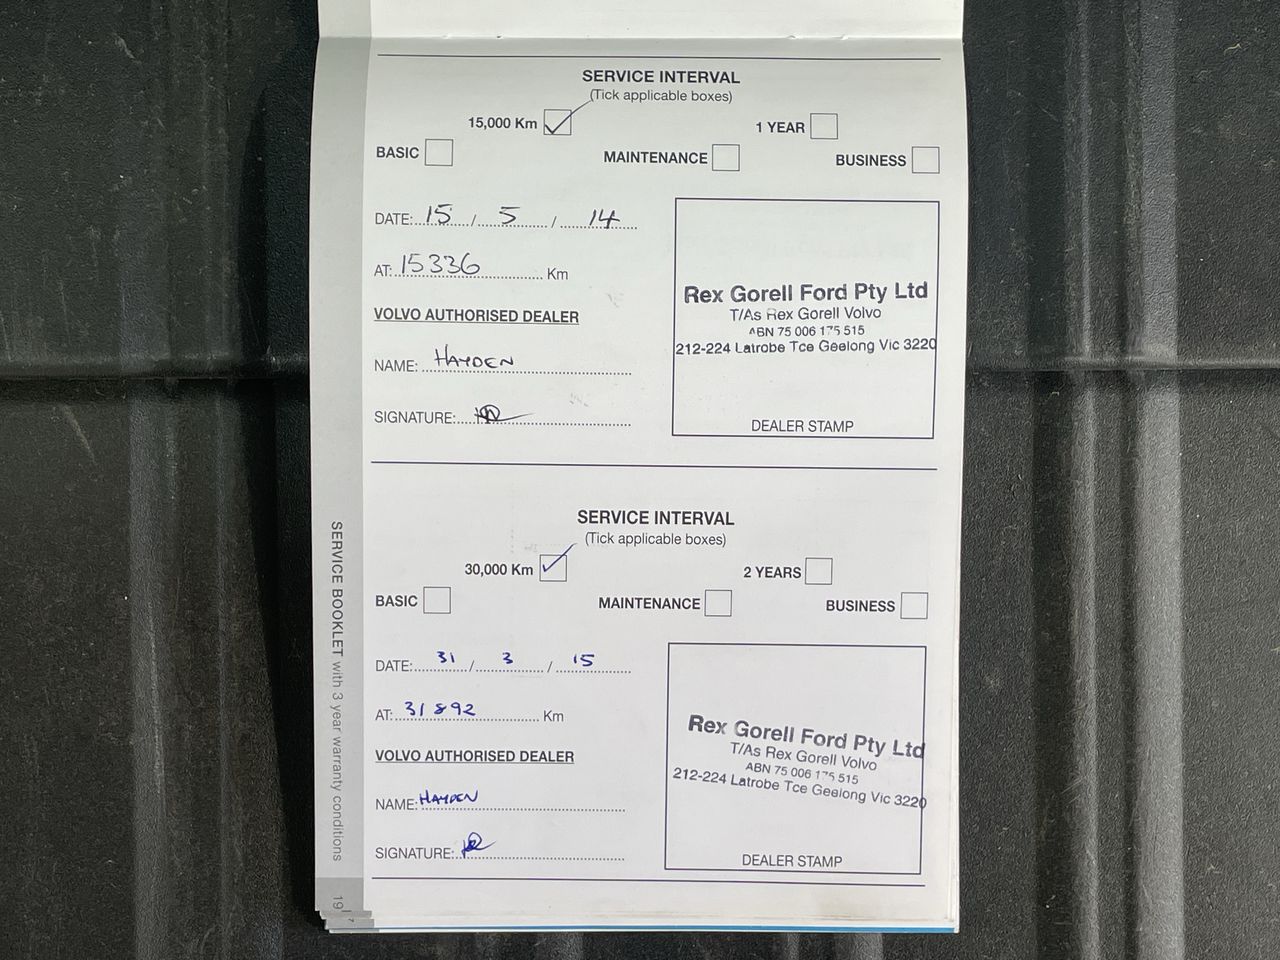 SERVICE INTERVAL
(Tick applicable boxes)
15,000 Km 1 YEAR
BASIC MAINTENANCE BUSINESS
DATE: 15 / 5 / 14
AT: 15336 Km
VOLVO AUTHORISED DEALER
NAME: HAYDEN
SIGNATURE:
Rex Gorell Ford Pty Ltd
T/As Rex Gorell Volvo
ABN 75 006 175 515
212-224 Latrobe Tce Geelong Vic 3220
DEALER STAMP
SERVICE INTERVAL
(Tick applicable boxes)
30,000 Km 2 YEARS
BASIC MAINTENANCE BUSINESS
DATE: 31 / 3 / 15
AT: 31892 Km
VOLVO AUTHORISED DEALER
NAME: HAYDEN
SIGNATURE:
Rex Gorell Ford Pty Ltd
T/As Rex Gorell Volvo
ABN 75 006 175 515
212-224 Latrobe Tce Geelong Vic 3220
DEALER STAMP
SERVICE BOOKLET with 3 year warranty conditions
19